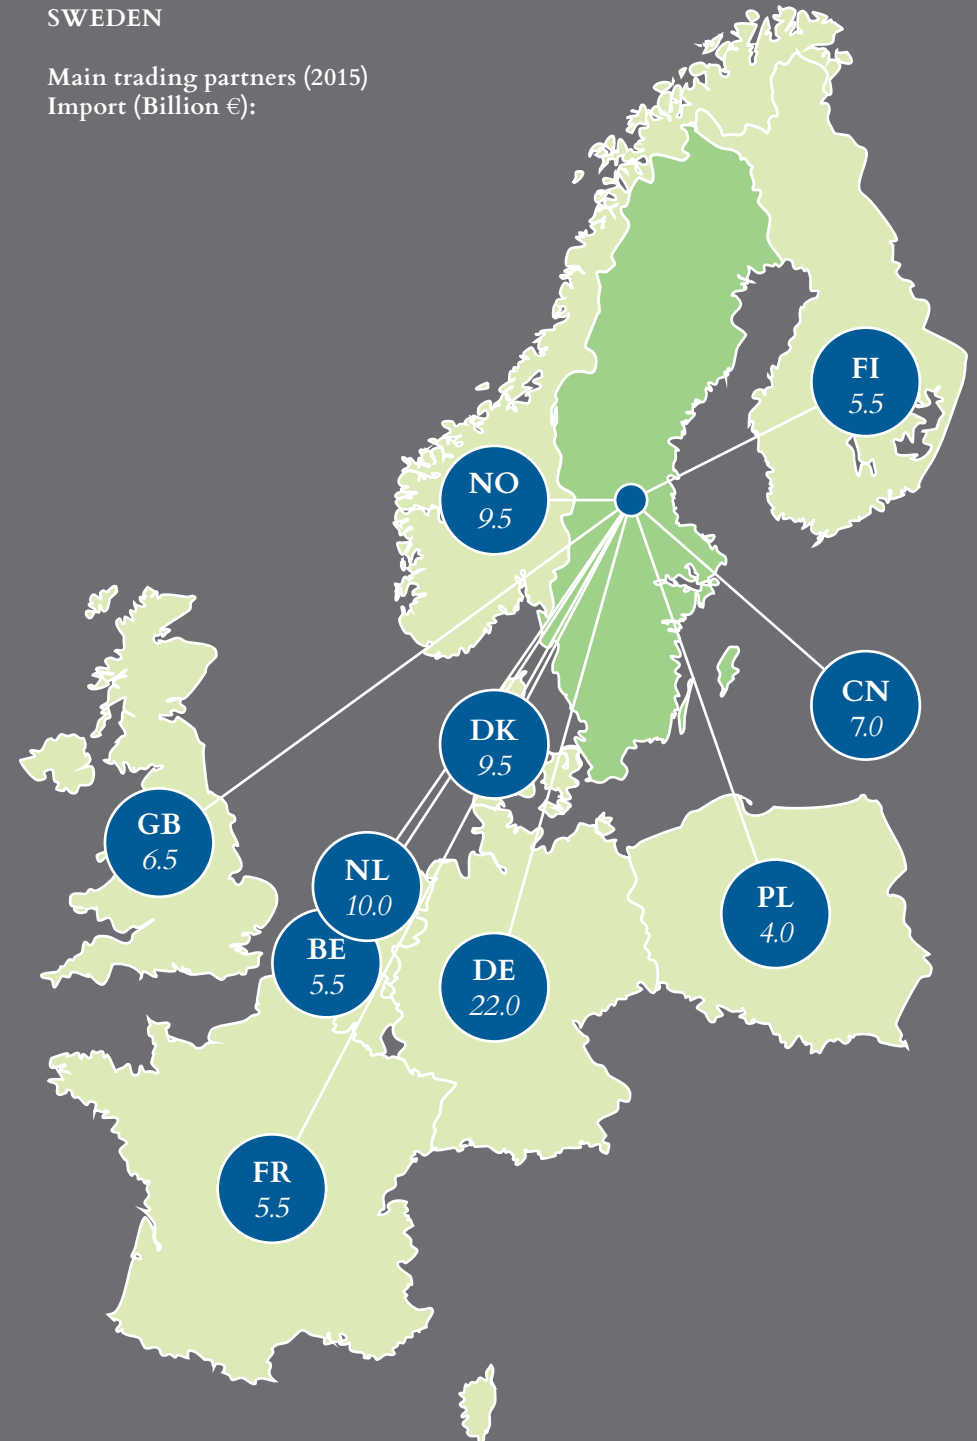 SWEDEN
Main trading partners (2015)
Import (Billion €):
FI
5.5
NO
9.5
CN
7.0
DK
9.5
GB
6.5
NL
10.0
PL
4.0
BE
5.5
DE
22.0
FR
5.5